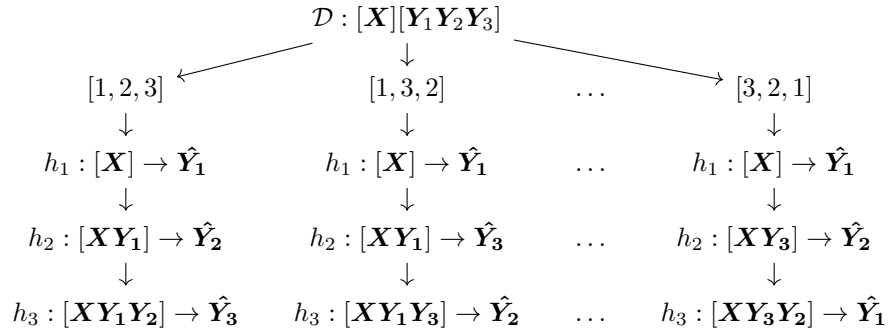 𝒟 : [X][Y₁Y₂Y₃]
[1, 2, 3] [1, 3, 2] ... [3, 2, 1]
h₁ : [X] → Ŷ₁ h₁ : [X] → Ŷ₁ ... h₁ : [X] → Ŷ₁
h₂ : [XY₁] → Ŷ₂ h₂ : [XY₁] → Ŷ₃ ... h₂ : [XY₃] → Ŷ₂
h₃ : [XY₁Y₂] → Ŷ₃ h₃ : [XY₁Y₃] → Ŷ₂ ... h₃ : [XY₃Y₂] → Ŷ₁